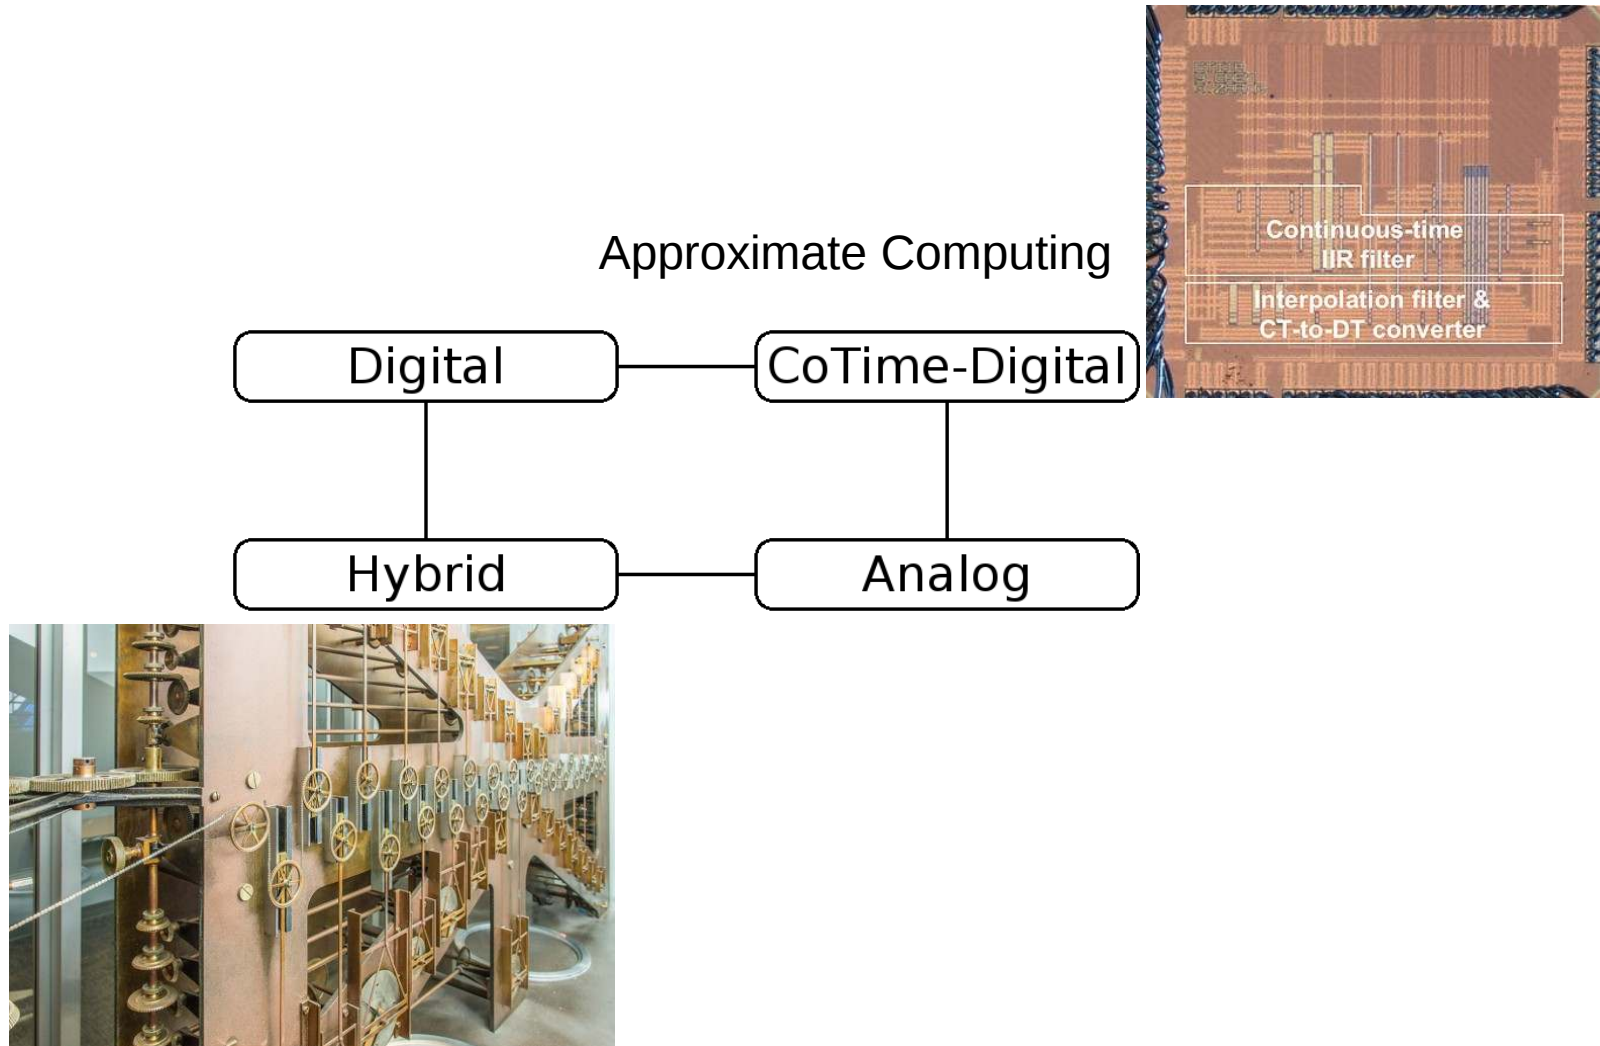 Approximate Computing
Digital
CoTime-Digital
Hybrid
Analog
Continuous-time
IIR filter
Interpolation filter &
CT-to-DT converter